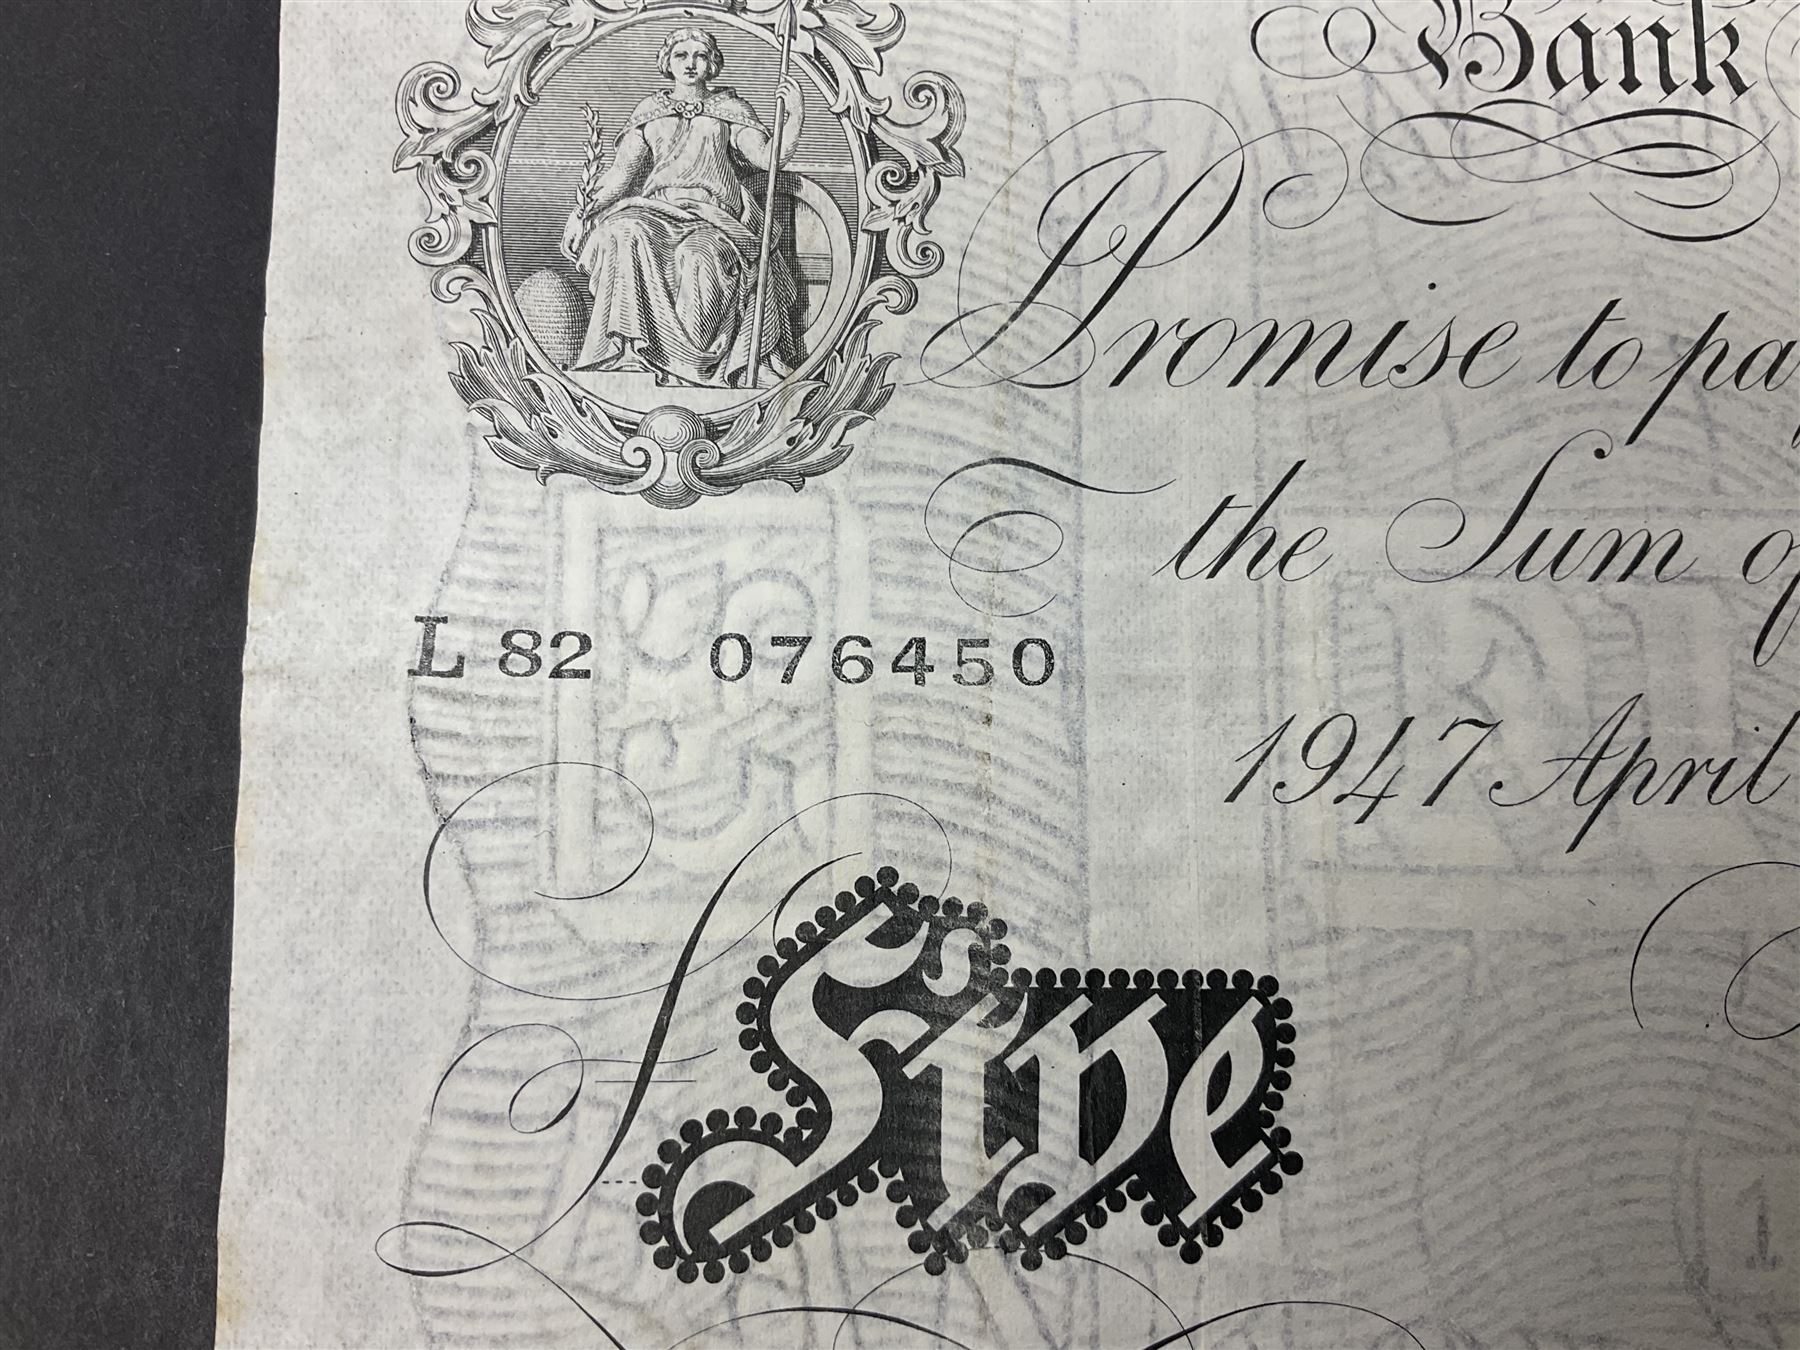 Bank
Promise to pa
the Sum of
L 82 076450
1947 April
£ Five